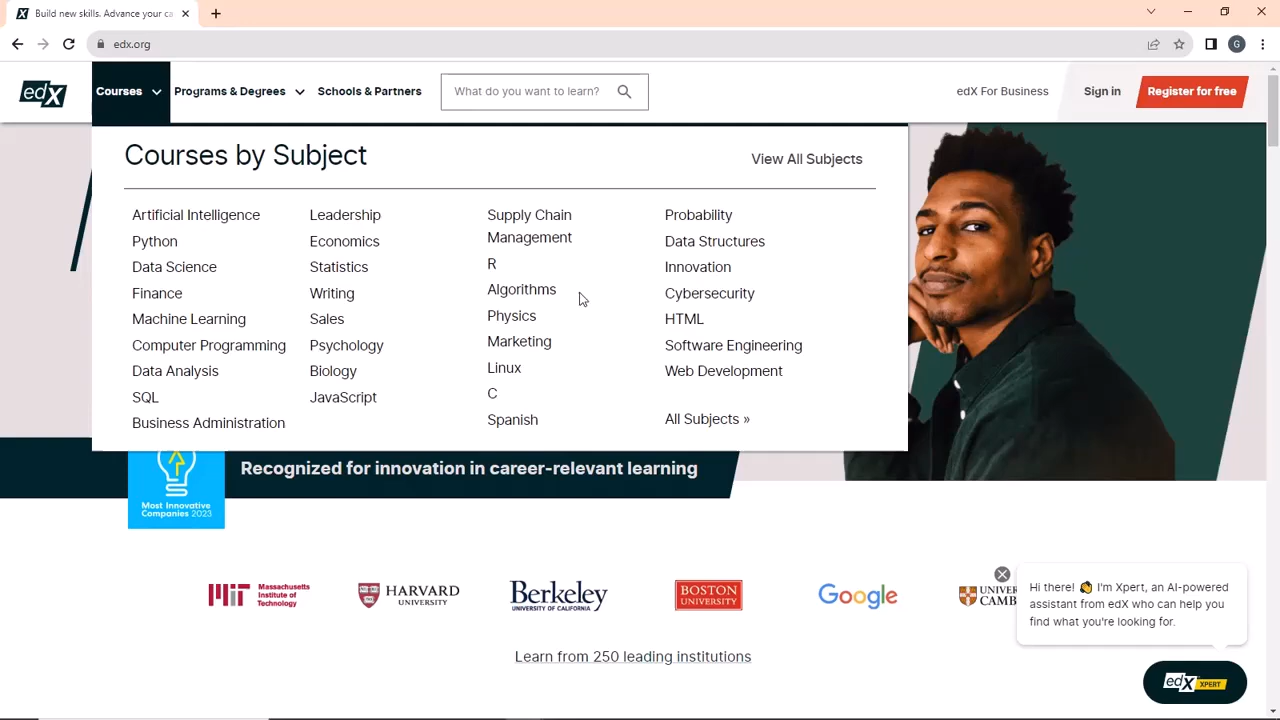 Build new skills. Advance your ca
edx.org
G
edX
Courses
Programs & Degrees
Schools & Partners
What do you want to learn?
edX For Business
Sign in
Register for free
Courses by Subject
View All Subjects
Artificial Intelligence
Python
Data Science
Finance
Machine Learning
Computer Programming
Data Analysis
SQL
Business Administration
Leadership
Economics
Statistics
Writing
Sales
Psychology
Biology
JavaScript
Supply Chain
Management
R
Algorithms
Physics
Marketing
Linux
C
Spanish
Probability
Data Structures
Innovation
Cybersecurity
HTML
Software Engineering
Web Development
All Subjects »
Most Innovative
Companies 2023
Recognized for innovation in career-relevant learning
MIT
Massachusetts
Institute of
Technology
HARVARD
UNIVERSITY
Berkeley
UNIVERSITY OF CALIFORNIA
BOSTON
UNIVERSITY
Google
UNIVER
CAMB
Learn from 250 leading institutions
Hi there! 👋 I'm Xpert, an AI-powered
assistant from edX who can help you
find what you're looking for.
edX XPERT